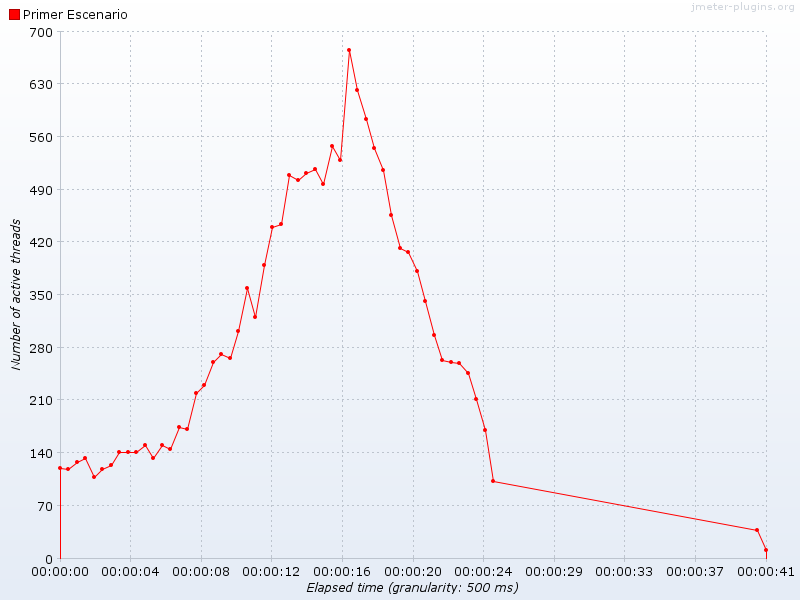 jmeter-plugins.org
Primer Escenario
700
630
560
490
420
350
280
210
140
70
0
Number of active threads
00:00:00 00:00:04 00:00:08 00:00:12 00:00:16 00:00:20 00:00:24 00:00:29 00:00:33 00:00:37 00:00:41
Elapsed time (granularity: 500 ms)